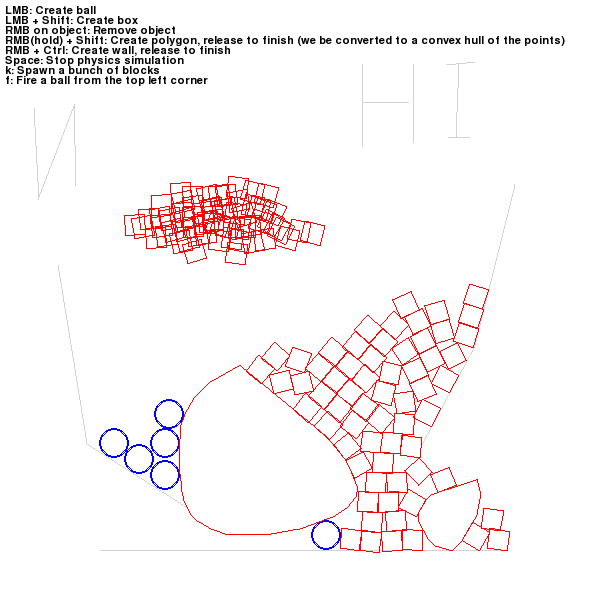 LMB: Create ball
LMB + Shift: Create box
RMB on object: Remove object
RMB(hold) + Shift: Create polygon, release to finish (we be converted to a convex hull of the points)
RMB + Ctrl: Create wall, release to finish
Space: Stop physics simulation
k: Spawn a bunch of blocks
f: Fire a ball from the top left corner
HI